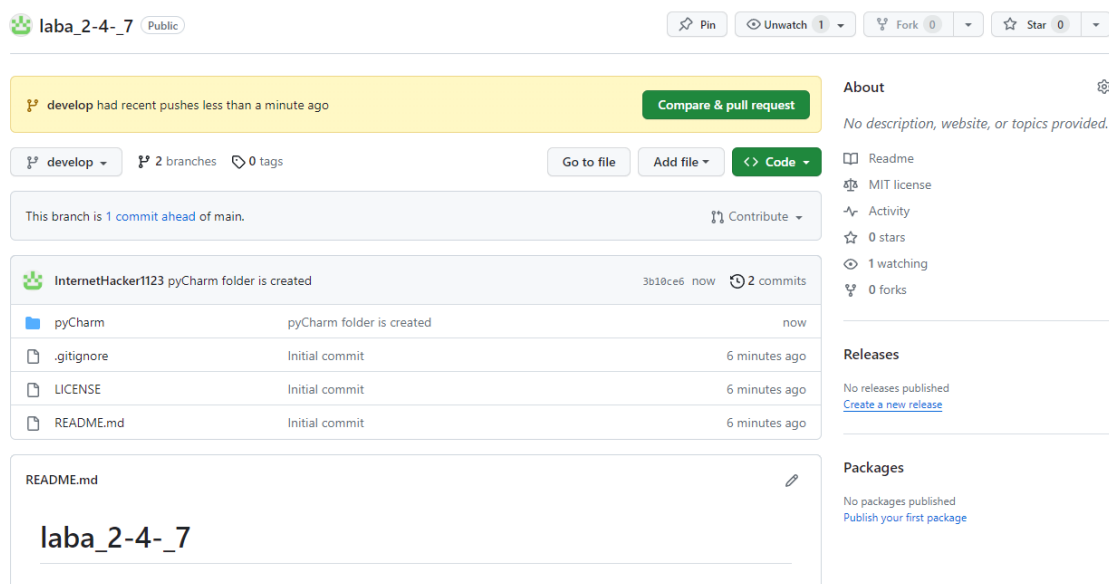 laba_2-4-_7 Public Pin Unwatch 1 Fork 0 Star 0
develop had recent pushes less than a minute ago Compare & pull request
develop 2 branches 0 tags Go to file Add file Code
This branch is 1 commit ahead of main. Contribute
InternetHacker1123 pyCharm folder is created 3b10ce6 now 2 commits
pyCharm pyCharm folder is created now
.gitignore Initial commit 6 minutes ago
LICENSE Initial commit 6 minutes ago
README.md Initial commit 6 minutes ago
README.md
laba_2-4-_7
About
No description, website, or topics provided.
Readme
MIT license
Activity
0 stars
1 watching
0 forks
Releases
No releases published
Create a new release
Packages
No packages published
Publish your first package